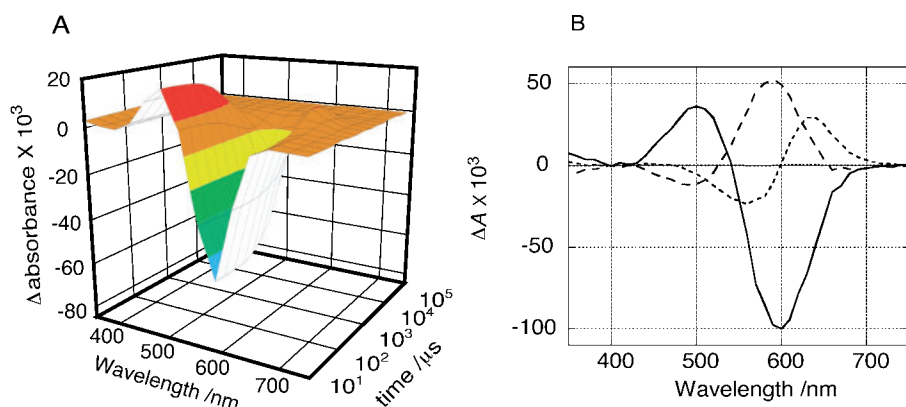 A
20
0
-20
-40
-60
-80
Δabsorbance X 10³
400
500
600
700
Wavelength /nm
10¹
10²
10³
10⁴
10⁵
time /μs
B
50
0
-50
-100
ΔA x 10³
400 500 600 700
Wavelength /nm